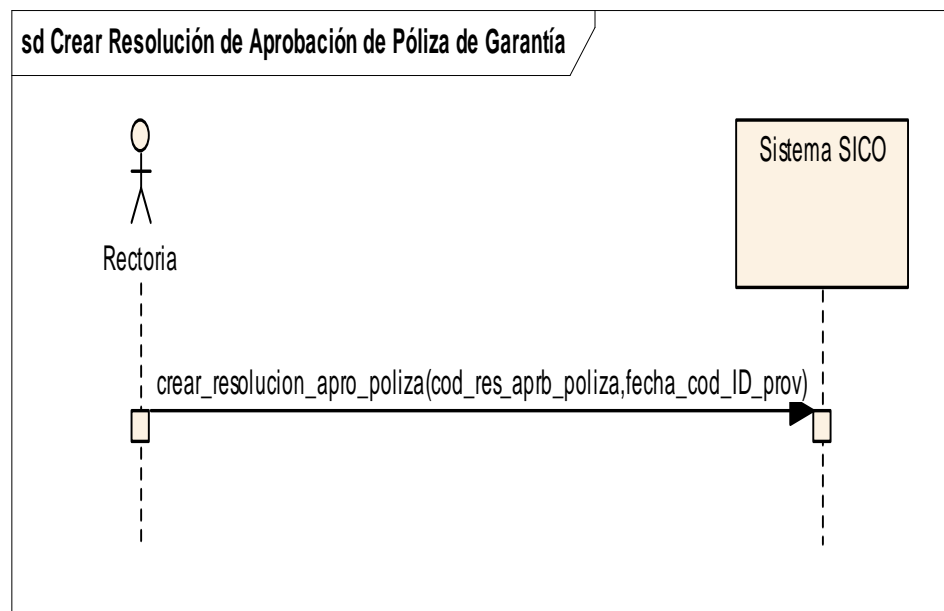 sd Crear Resolución de Aprobación de Póliza de Garantía
Sistema SICO
Rectoria
crear_resolucion_apro_poliza(cod_res_aprb_poliza,fecha_cod_ID_prov)